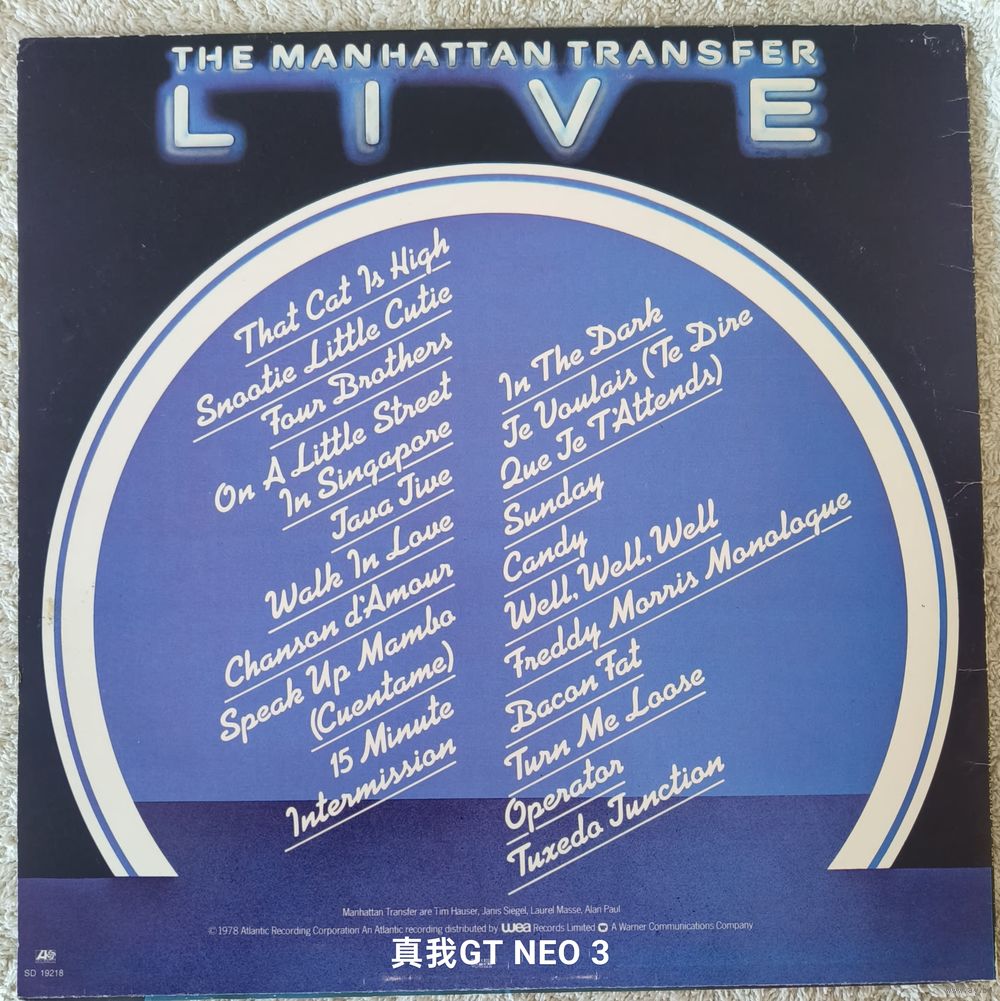 THE MANHATTAN TRANSFER
LIVE
That Cat Is High
Snootie Little Cutie
Four Brothers
On A Little Street
In Singapore
Java Jive
Walk In Love
Chanson d'Amour
Speak Up Mambo
(Cuentame)
15 Minute
Intermission
In The Dark
Je Voulais (Te Dire
Que Je T'Attends)
Sunday
Candy
Well, Well, Well
Freddy Morris Monologue
Bacon Fat
Turn Me Loose
Operator
Tuxedo Junction
Manhattan Transfer are Tim Hauser, Janis Siegel, Laurel Masse, Alan Paul
© 1978 Atlantic Recording Corporation An Atlantic recording distributed by wea Records Limited A Warner Communications Company
真我GT NEO 3
SD 19218